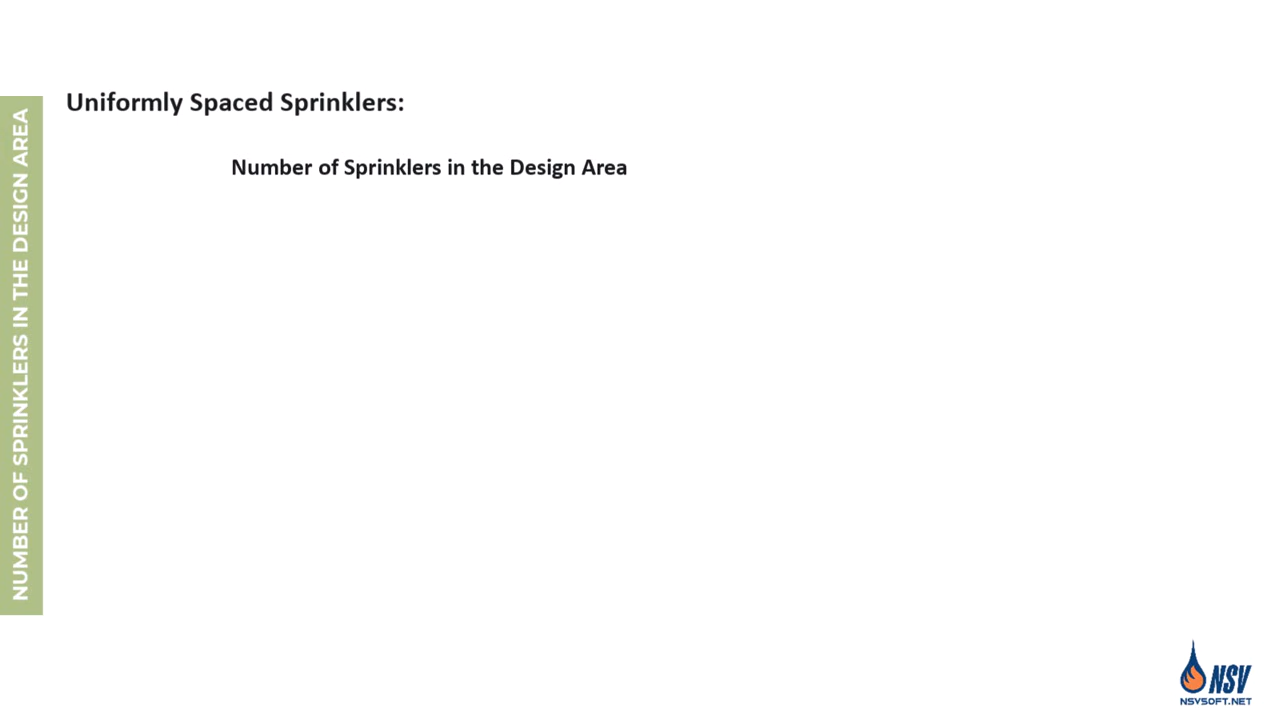 Uniformly Spaced Sprinklers:
Number of Sprinklers in the Design Area
NUMBER OF SPRINKLERS IN THE DESIGN AREA
NSV
NSVSOFT.NET